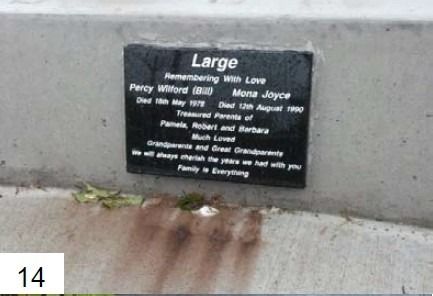 Large
Remembering With Love
Percy Wilford (Bill) Mona Joyce
Died 18th May 1978 Died 12th August 1990
Treasured Parents of
Pamela, Robert and Barbara
Much Loved
Grandparents and Great Grandparents
We will always cherish the years we had with you
Family is Everything
14